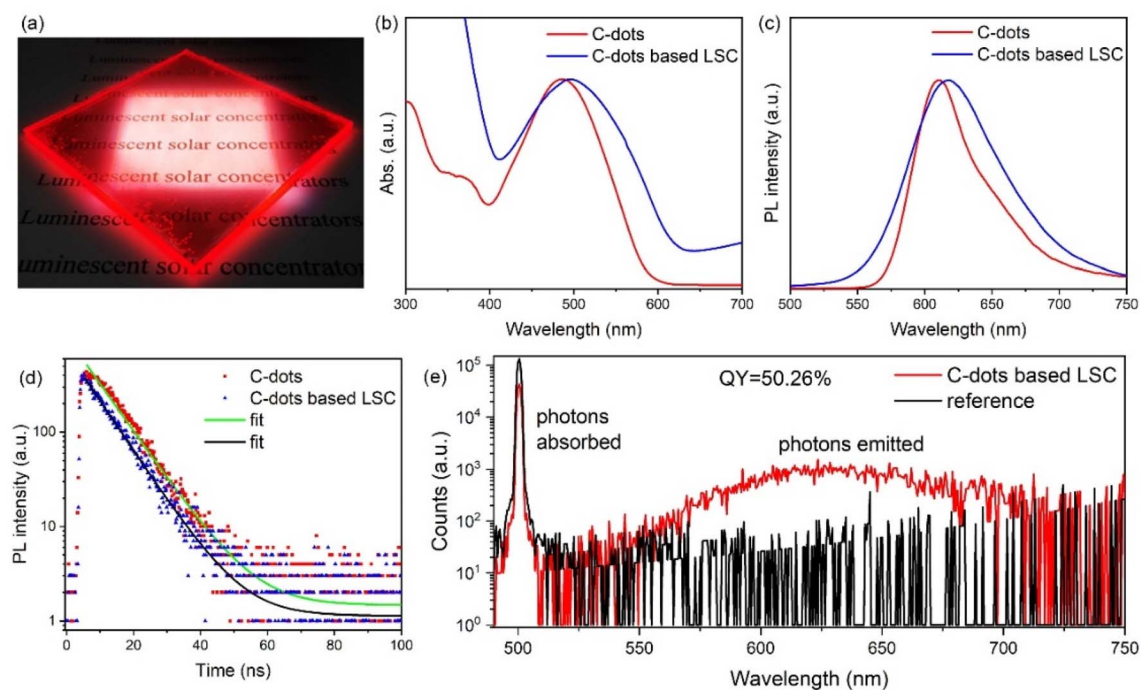 (a)
Luminescent solar concentrators
Luminescent solar concentrators
Luminescent solar concentrators
Luminescent solar concentrators
Luminescent solar concentrators
uminescent solar concentrator
(b)
C-dots
C-dots based LSC
Abs. (a.u.)
300 400 500 600 700
Wavelength (nm)
(c)
C-dots
C-dots based LSC
PL intensity (a.u.)
500 550 600 650 700 750
Wavelength (nm)
(d)
C-dots
C-dots based LSC
fit
fit
PL intensity (a.u.)
100
10
1
0 20 40 60 80 100
Time (ns)
(e)
QY=50.26%
C-dots based LSC
reference
photons
absorbed
photons emitted
Counts (a.u.)
10⁵
10⁴
10³
10²
10¹
10⁰
500 550 600 650 700 750
Wavelength (nm)